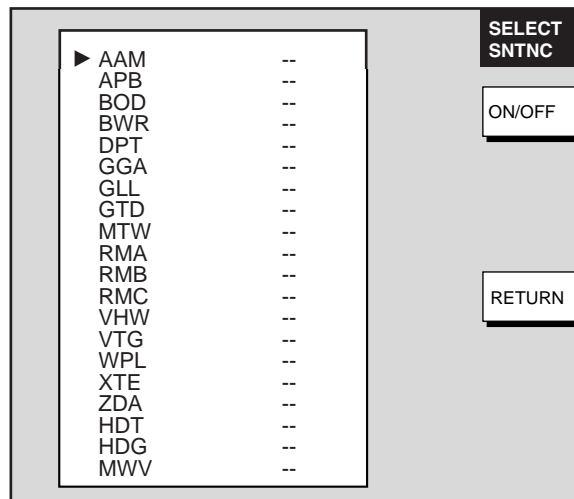 SELECT
SNTNC
► AAM --
APB --
BOD --
BWR --
DPT --
GGA --
GLL --
GTD --
MTW --
RMA --
RMB --
RMC --
VHW --
VTG --
WPL --
XTE --
ZDA --
HDT --
HDG --
MWV --
ON/OFF
RETURN